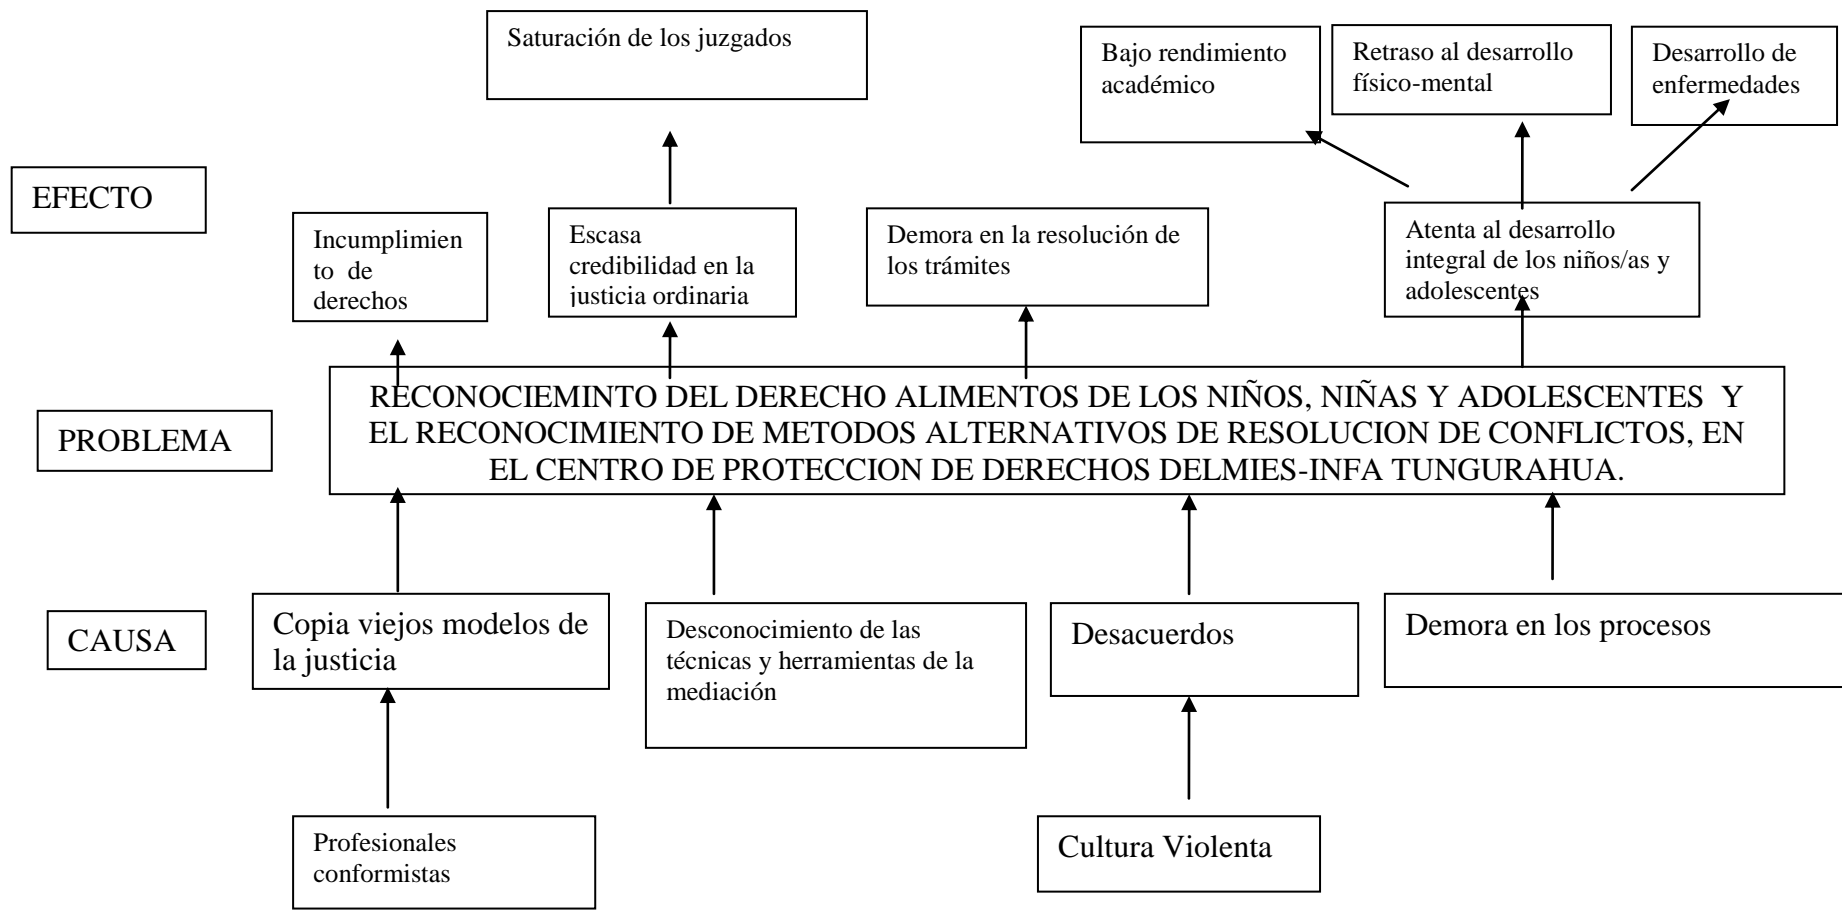 Saturación de los juzgados
Bajo rendimiento
académico
Retraso al desarrollo
físico-mental
Desarrollo de
enfermedades
EFECTO
Incumplimien
to de
derechos
Escasa
credibilidad en la
justicia ordinaria
Demora en la resolución de
los trámites
Atenta al desarrollo
integral de los niños/as y
adolescentes
PROBLEMA
RECONOCIEMINTO DEL DERECHO ALIMENTOS DE LOS NIÑOS, NIÑAS Y ADOLESCENTES Y
EL RECONOCIMIENTO DE METODOS ALTERNATIVOS DE RESOLUCION DE CONFLICTOS, EN
EL CENTRO DE PROTECCION DE DERECHOS DELMIES-INFA TUNGURAHUA.
CAUSA
Copia viejos modelos de
la justicia
Desconocimiento de las
técnicas y herramientas de la
mediación
Desacuerdos
Demora en los procesos
Profesionales
conformistas
Cultura Violenta